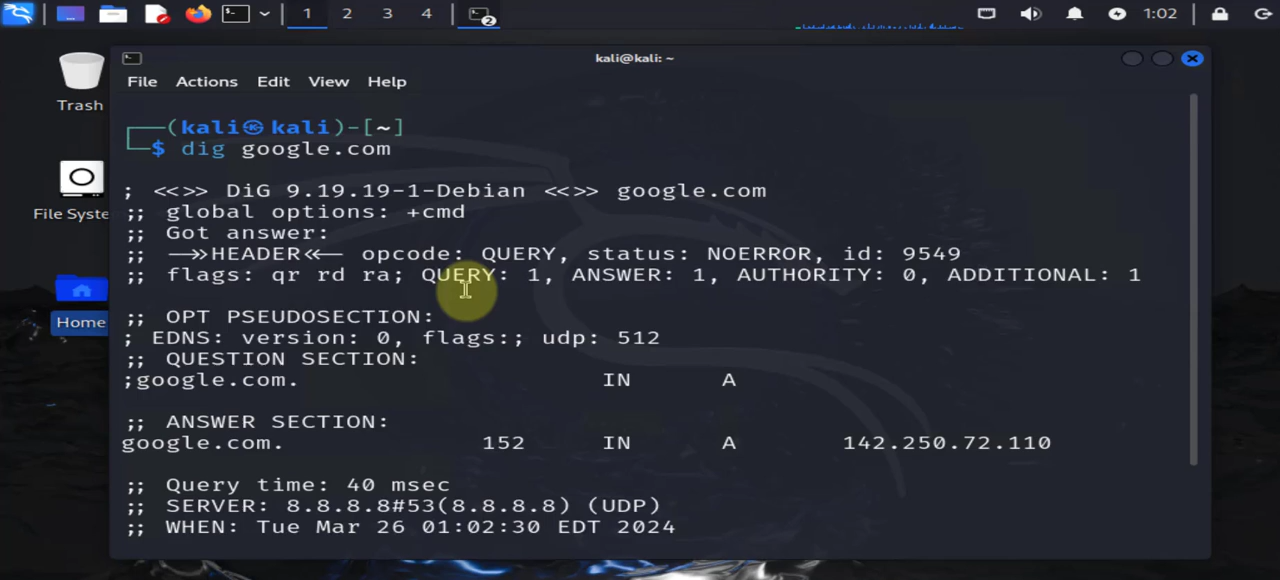 1 2 3 4 2 1:02
Trash
File Syste
Home
kali@kali: ~
File Actions Edit View Help
┌──(kali㉿kali)-[~]
└─$ dig google.com
; <<>> DiG 9.19.19-1-Debian <<>> google.com
;; global options: +cmd
;; Got answer:
;; ->>HEADER<<- opcode: QUERY, status: NOERROR, id: 9549
;; flags: qr rd ra; QUERY: 1, ANSWER: 1, AUTHORITY: 0, ADDITIONAL: 1
;; OPT PSEUDOSECTION:
; EDNS: version: 0, flags:; udp: 512
;; QUESTION SECTION:
;google.com. IN A
;; ANSWER SECTION:
google.com. 152 IN A 142.250.72.110
;; Query time: 40 msec
;; SERVER: 8.8.8.8#53(8.8.8.8) (UDP)
;; WHEN: Tue Mar 26 01:02:30 EDT 2024